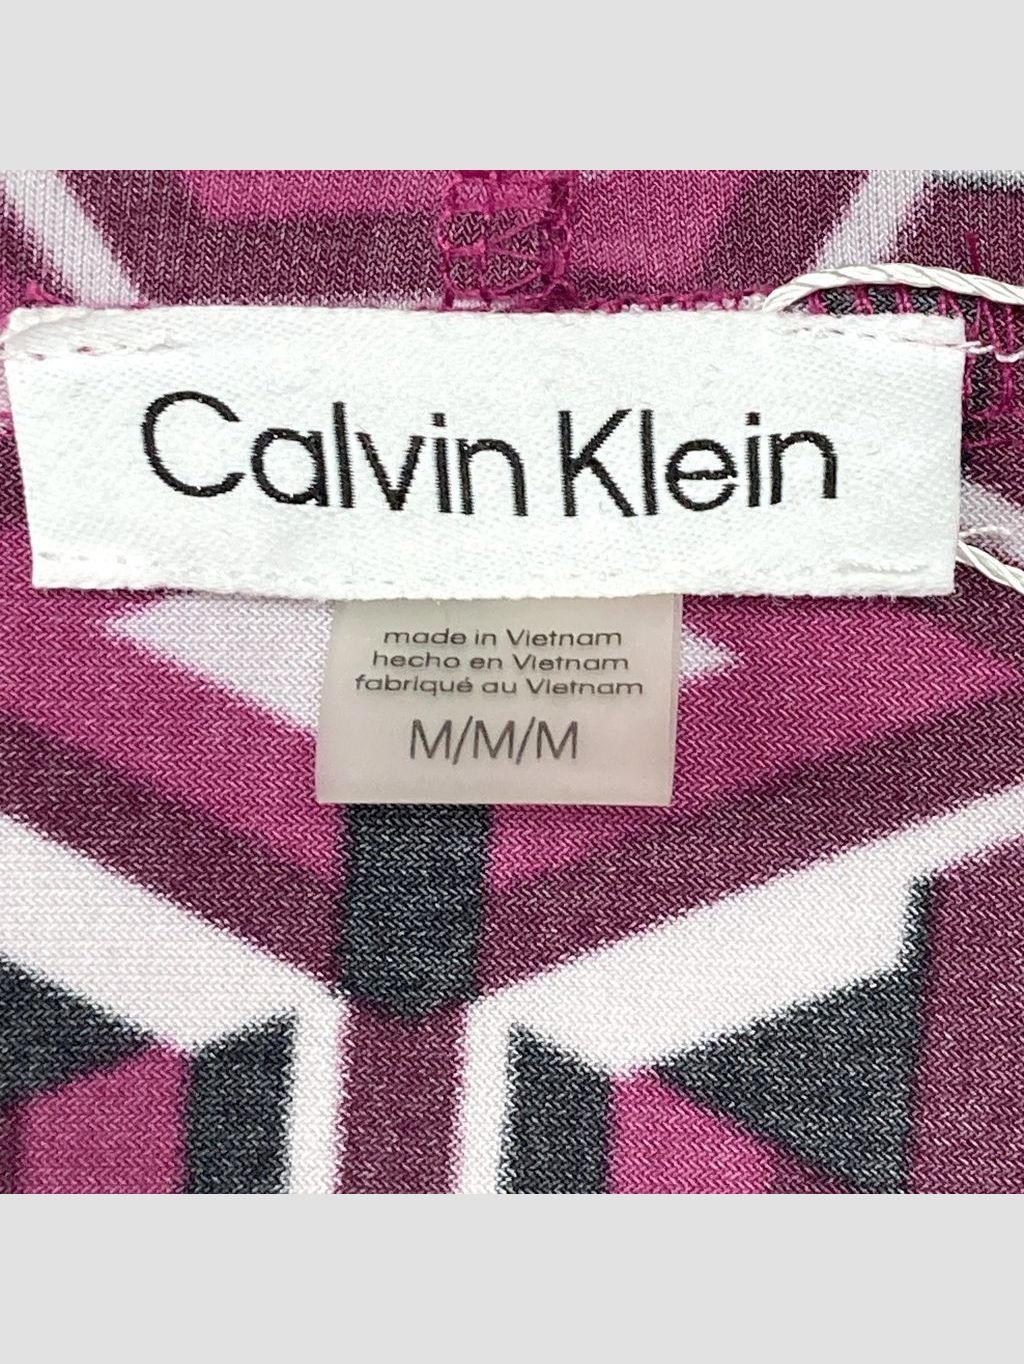 Calvin Klein
made in Vietnam
hecho en Vietnam
fabriqué au Vietnam
M/M/M